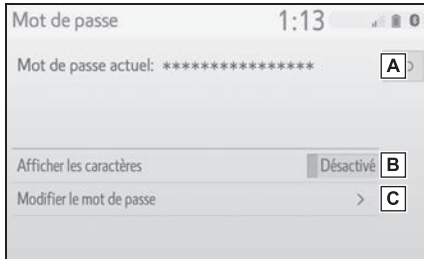 Mot de passe 1:13
Mot de passe actuel: **************** A
Afficher les caractères Désactivé B
Modifier le mot de passe > C